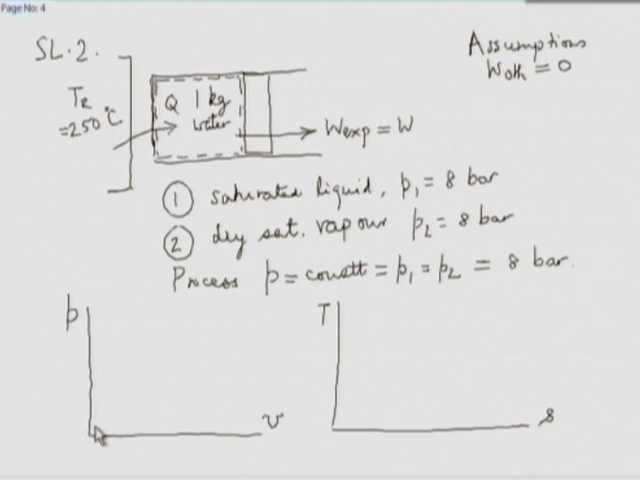 Page No: 4
SL.2.
Assumptions
Woth = 0
TR
=250°C
Q 1 kg
water
Wexp = W
① saturated liquid, p₁ = 8 bar
② dry sat. vapour p₂ = 8 bar
Process p = constt = p₁ = p₂ = 8 bar.
p
T
v
s